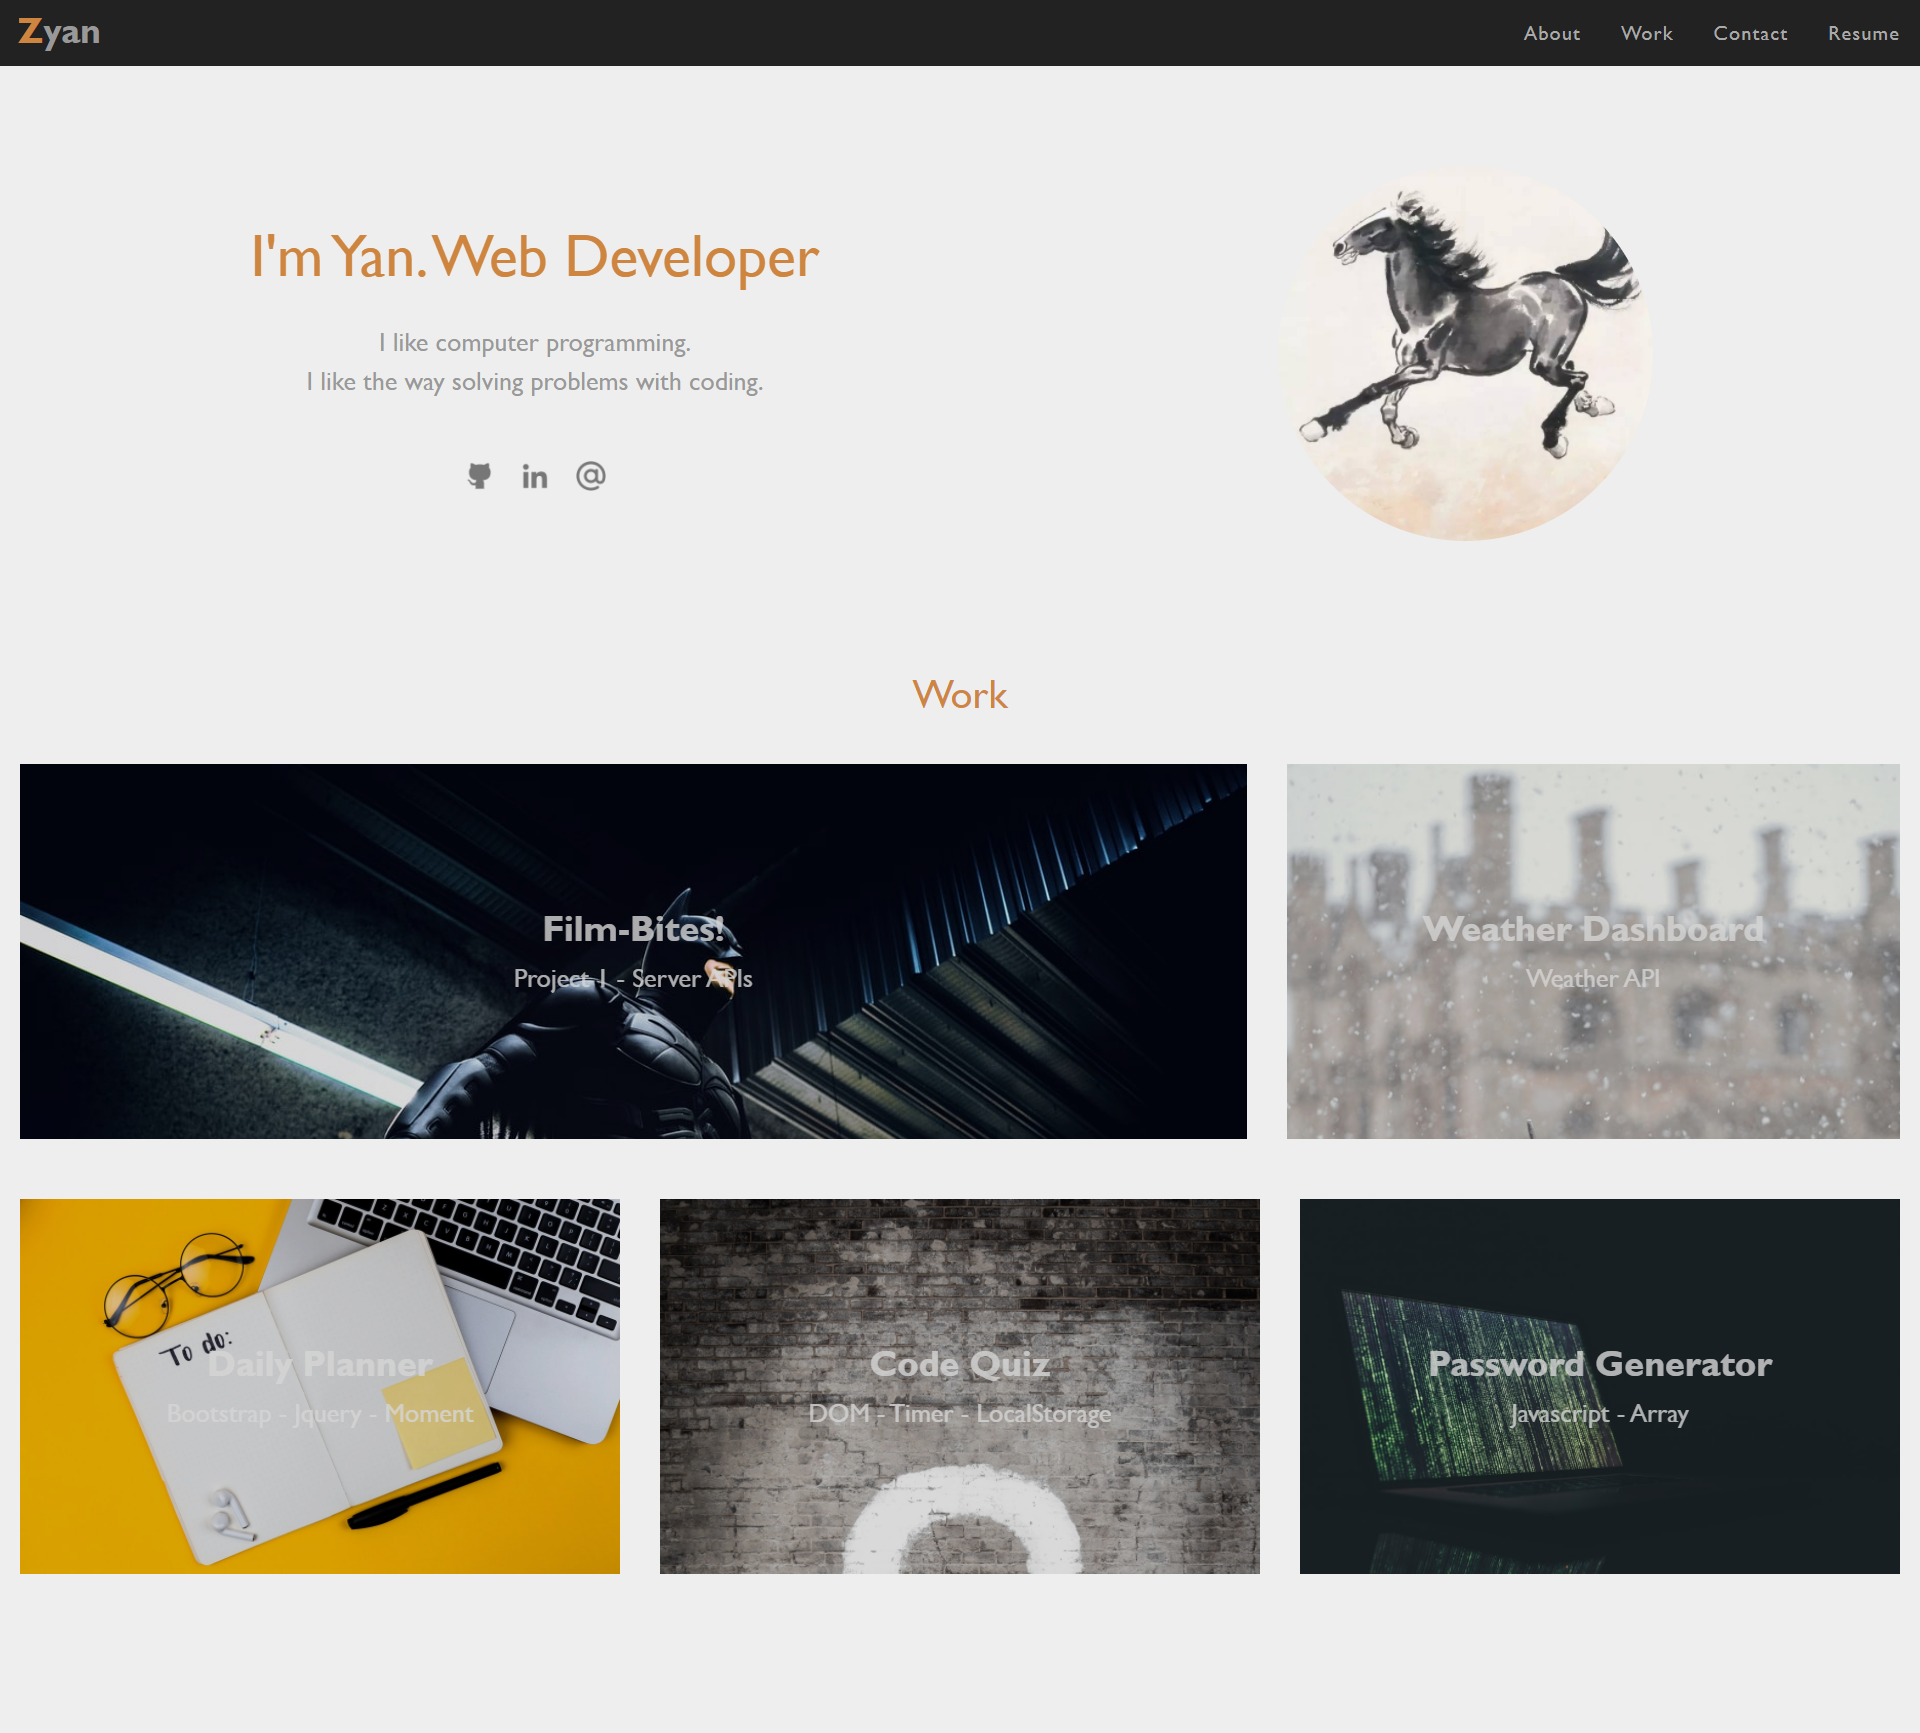 Zyan
About Work Contact Resume
I'm Yan. Web Developer
I like computer programming.
I like the way solving problems with coding.
in @
Work
Film-Bites!
Project 1 - Server APIs
Weather Dashboard
Weather API
To do:
Daily Planner
Bootstrap - Jquery - Moment
Code Quiz
DOM - Timer - LocalStorage
Password Generator
Javascript - Array